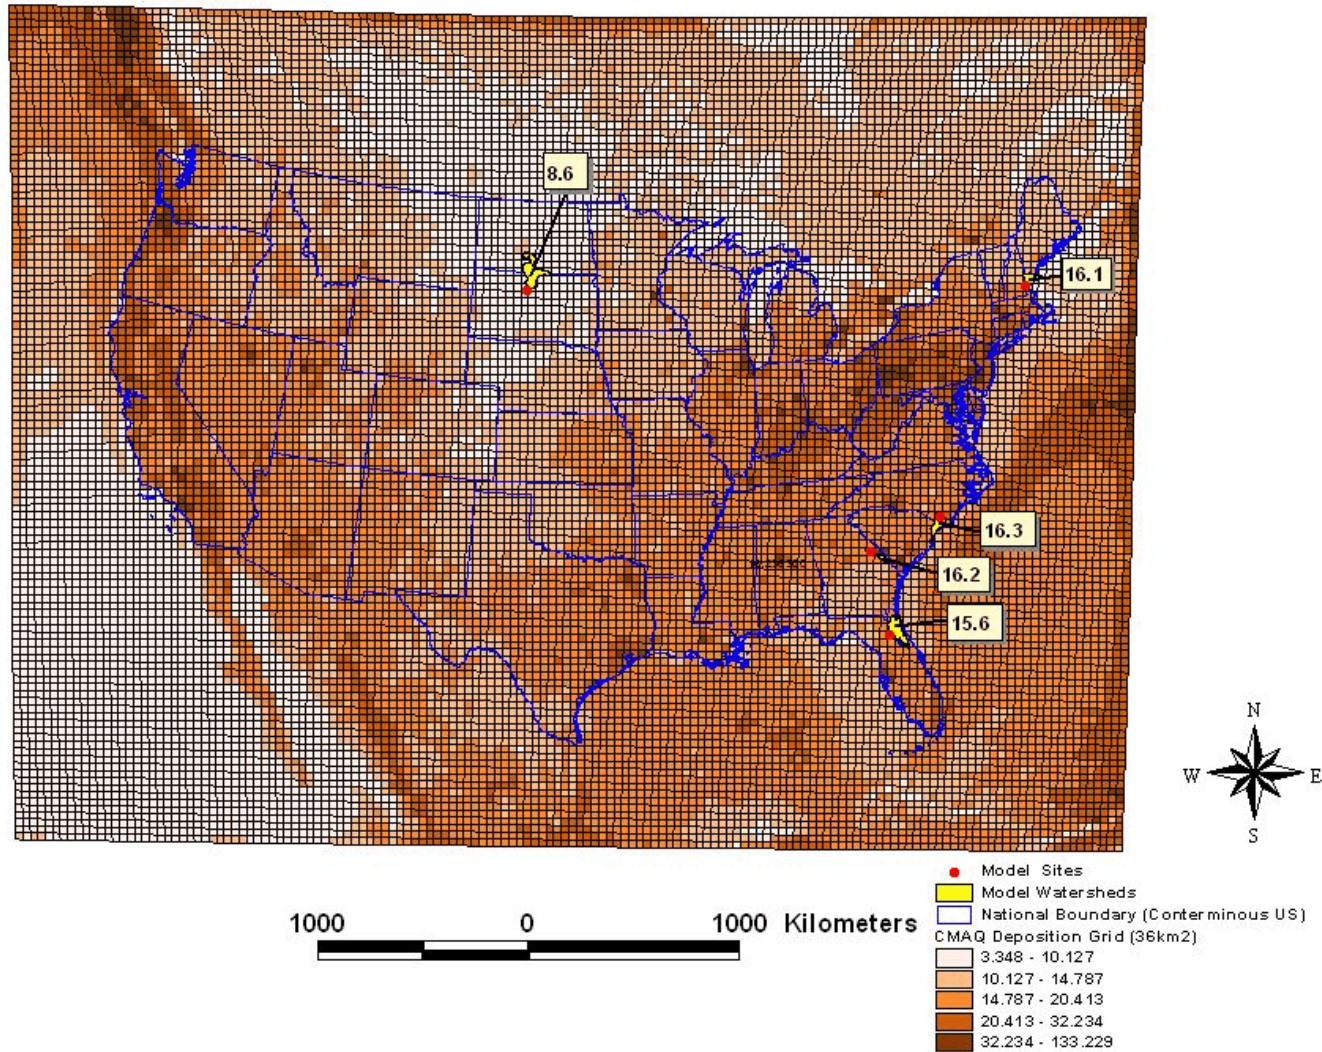 8.6
16.1
16.3
16.2
15.6
N
W E
S
Model Sites
Model Watersheds
National Boundary (Conterminous US)
CMAQ Deposition Grid (36km2)
3.348 - 10.127
10.127 - 14.787
14.787 - 20.413
20.413 - 32.234
32.234 - 133.229
1000 0 1000 Kilometers